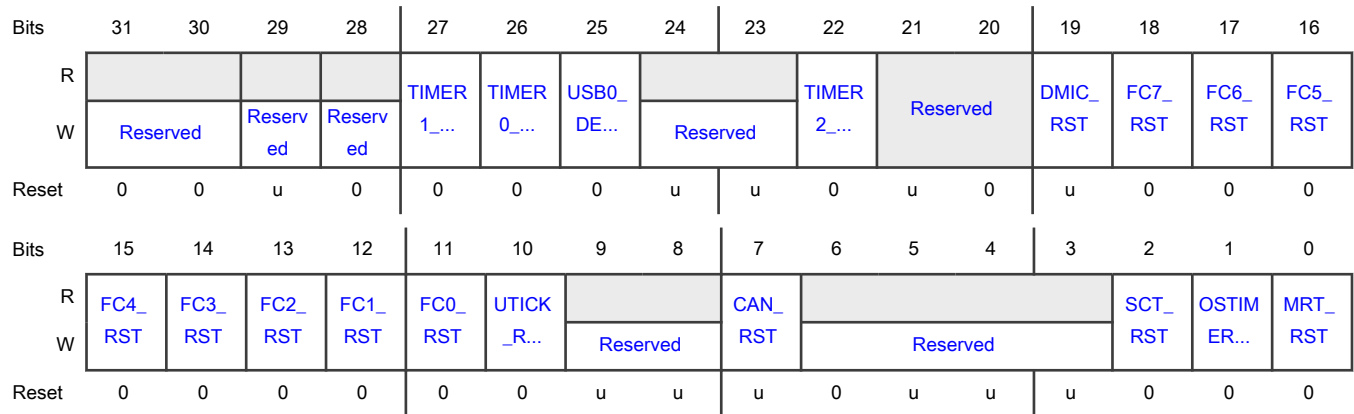 Bits 31 30 29 28 27 26 25 24 23 22 21 20 19 18 17 16
R
TIMER TIMER USB0_ TIMER DMIC_ FC7_ FC6_ FC5_
Reserved
W Reserved Reserv Reserv 1_... 0_... DE... Reserved 2_... RST RST RST RST
ed ed
Reset 0 0 u 0 0 0 0 u u 0 u 0 u 0 0 0
Bits 15 14 13 12 11 10 9 8 7 6 5 4 3 2 1 0
R FC4_ FC3_ FC2_ FC1_ FC0_ UTICK CAN_ SCT_ OSTIM MRT_
W RST RST RST RST RST _R... Reserved RST Reserved RST ER... RST
Reset 0 0 0 0 0 0 u u u 0 u u u 0 0 0